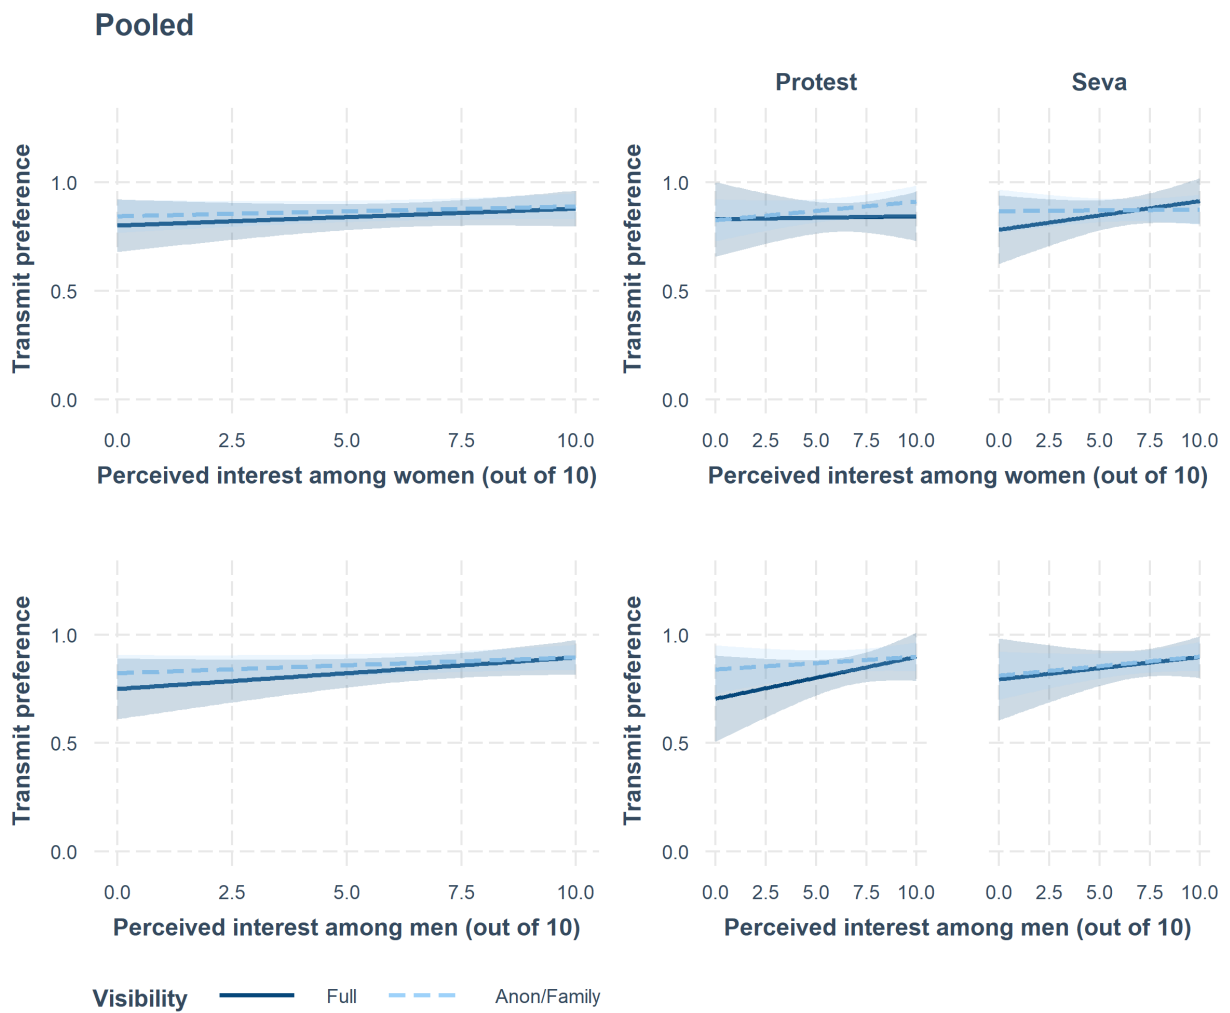 Pooled
Protest Seva
Transmit preference
1.0
0.5
0.0
0.0 2.5 5.0 7.5 10.0
Perceived interest among women (out of 10)
Transmit preference
1.0
0.5
0.0
0.0 2.5 5.0 7.5 10.0 0.0 2.5 5.0 7.5 10.0
Perceived interest among women (out of 10)
Transmit preference
1.0
0.5
0.0
0.0 2.5 5.0 7.5 10.0
Perceived interest among men (out of 10)
Transmit preference
1.0
0.5
0.0
0.0 2.5 5.0 7.5 10.0 0.0 2.5 5.0 7.5 10.0
Perceived interest among men (out of 10)
Visibility Full Anon/Family